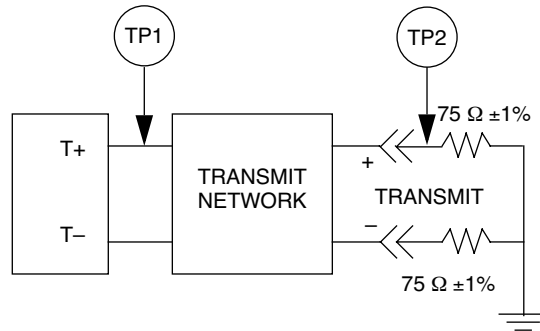 TP1
TP2
75 Ω ±1%
T+
TRANSMIT
NETWORK
+
TRANSMIT
T–
–
75 Ω ±1%